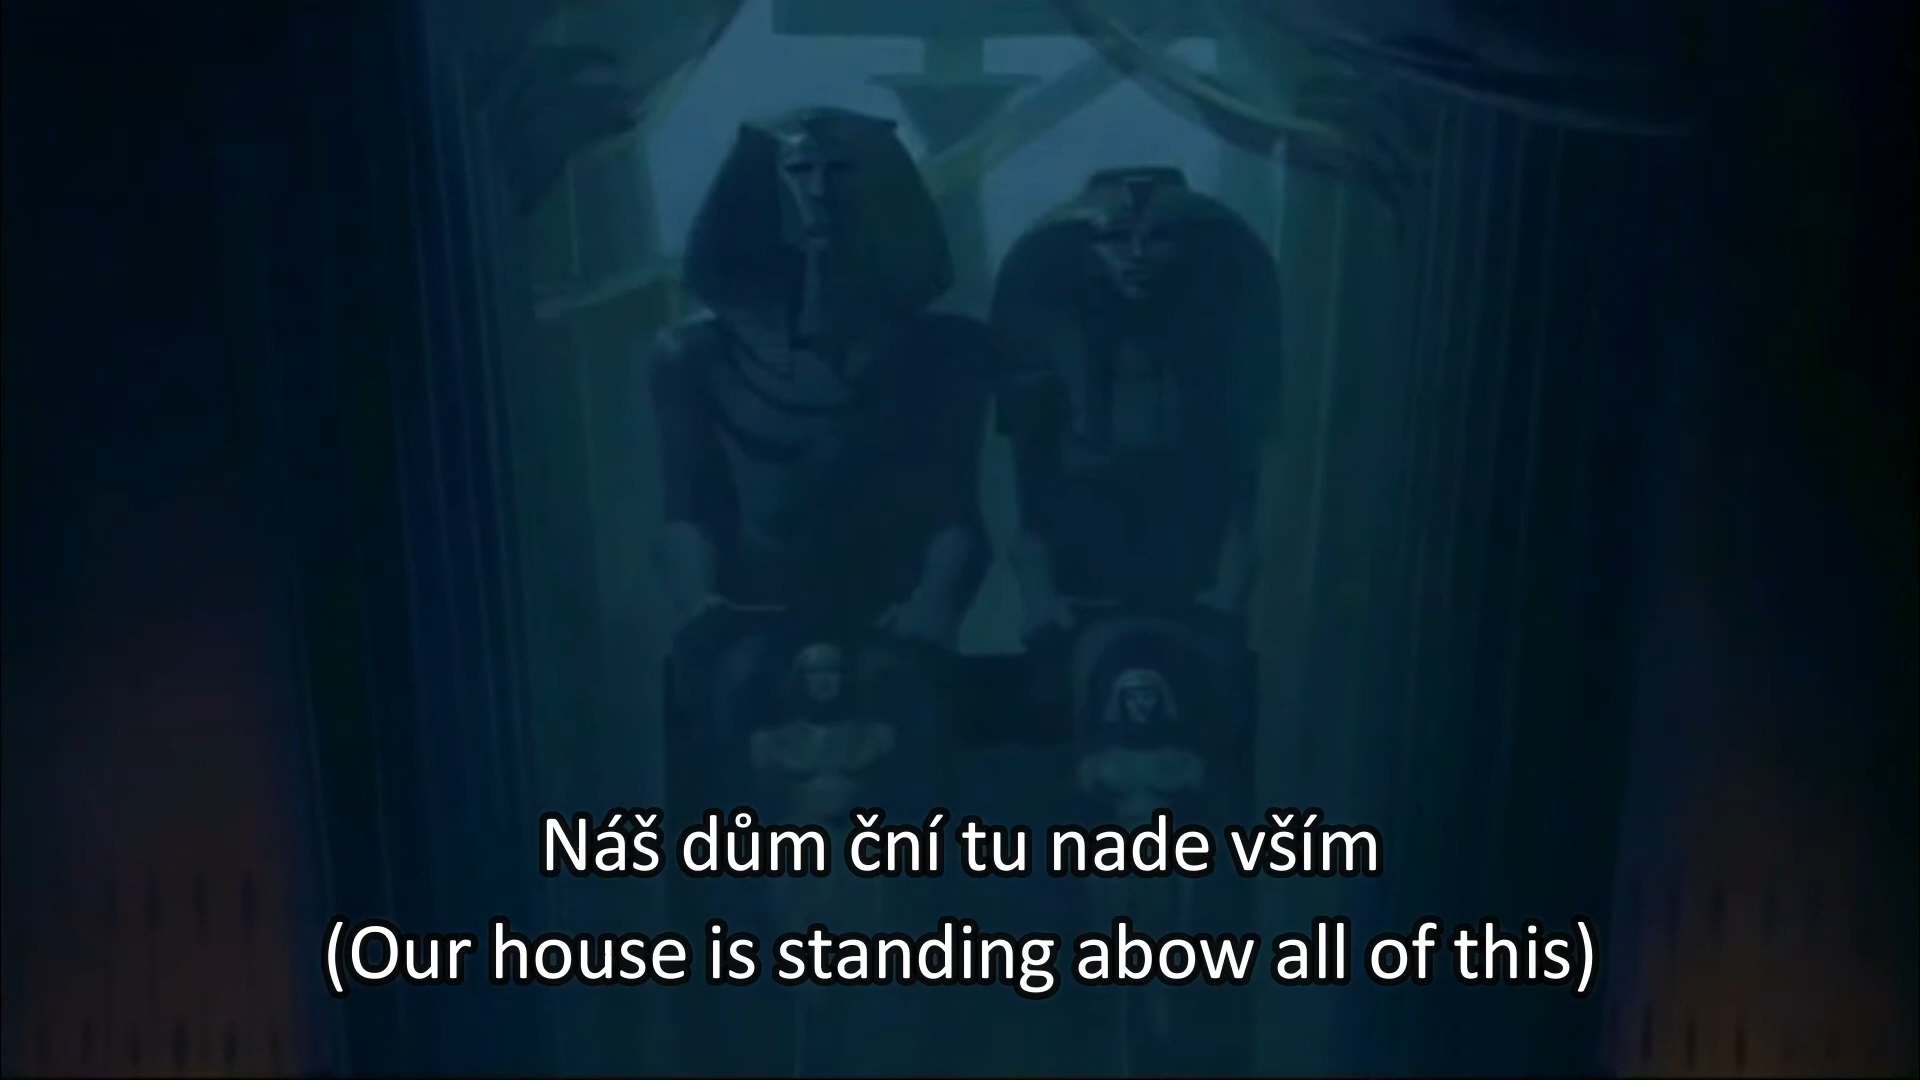 Náš dům ční tu nade vším
(Our house is standing abow all of this)